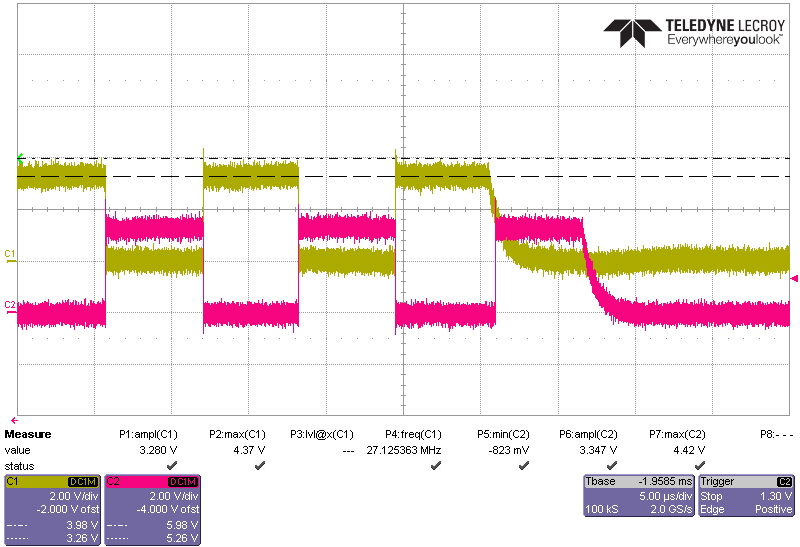 TELEDYNE LECROY
Everywhereyoulook™
C1
C2
Measure P1:ampl(C1) P2:max(C1) P3:lvl@x(C1) P4:freq(C1) P5:min(C2) P6:ampl(C2) P7:max(C2) P8:- - -
value 3.280 V 4.37 V --- 27.125363 MHz -823 mV 3.347 V 4.42 V
status
C1 DC1M
2.00 V/div
-2.000 V ofst
3.98 V
3.26 V
C2 DC1M
2.00 V/div
-4.000 V ofst
5.98 V
5.26 V
Tbase -1.9585 ms
5.00 µs/div
100 kS 2.0 GS/s
Trigger C2
Stop 1.30 V
Edge Positive